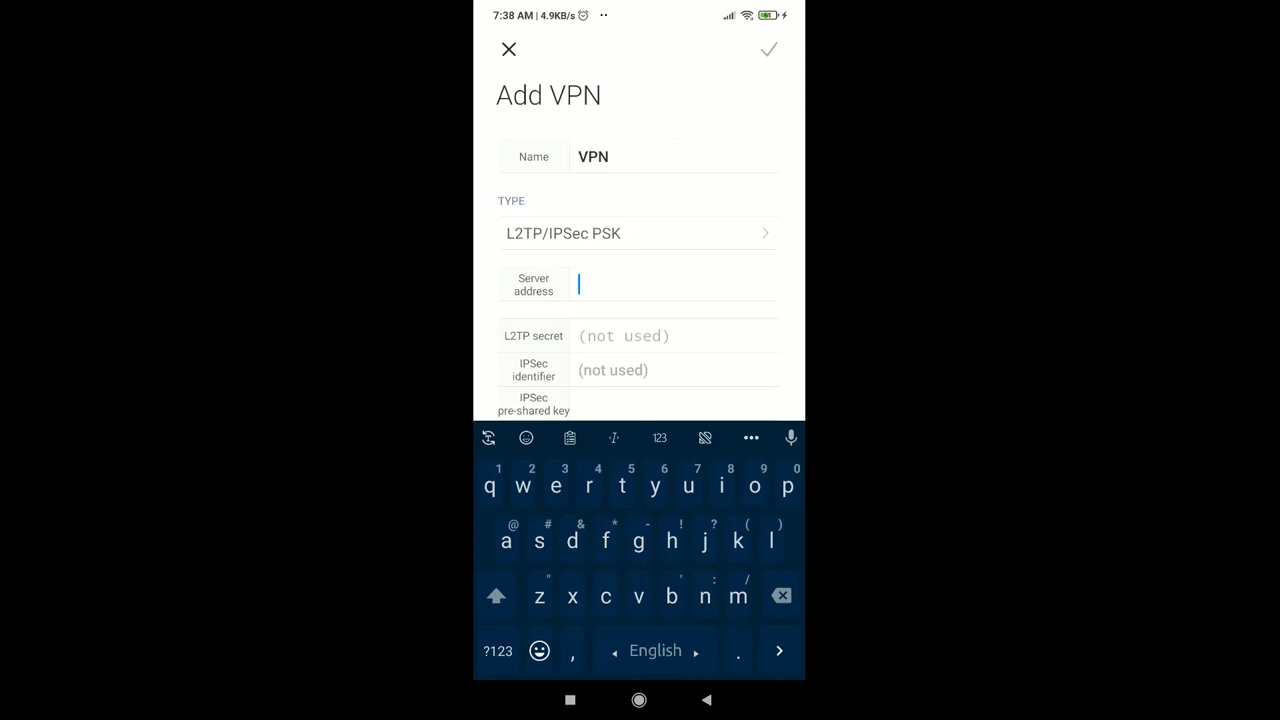 7:38 AM | 4.9KB/s
61
Add VPN
Name VPN
TYPE
L2TP/IPSec PSK
Server address
L2TP secret (not used)
IPSec identifier (not used)
IPSec pre-shared key
123
1 2 3 4 5 6 7 8 9 0
q w e r t y u i o p
@ # & * - ! ? ( )
a s d f g h j k l
" ' : /
z x c v b n m
?123 , English .